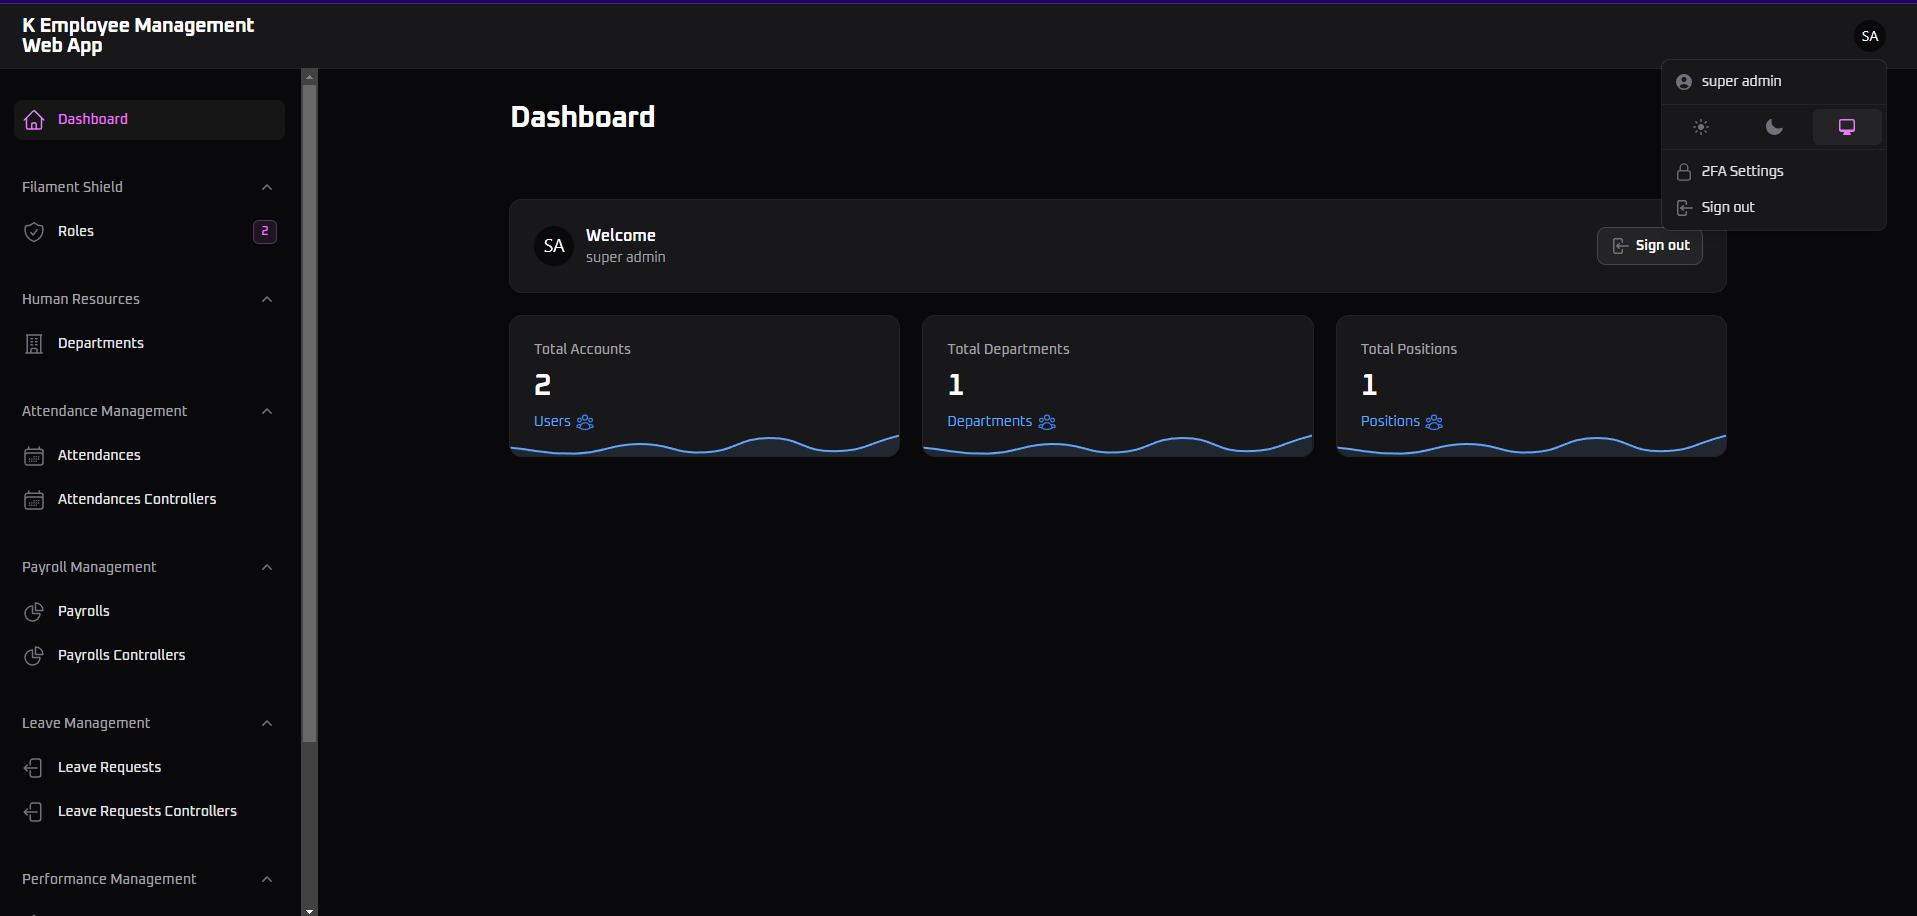 K Employee Management
Web App
SA
super admin
2FA Settings
Sign out
Dashboard
Filament Shield
Roles
2
Human Resources
Departments
Attendance Management
Attendances
Attendances Controllers
Payroll Management
Payrolls
Payrolls Controllers
Leave Management
Leave Requests
Leave Requests Controllers
Performance Management
Dashboard
SA
Welcome
super admin
Sign out
Total Accounts
2
Users
Total Departments
1
Departments
Total Positions
1
Positions